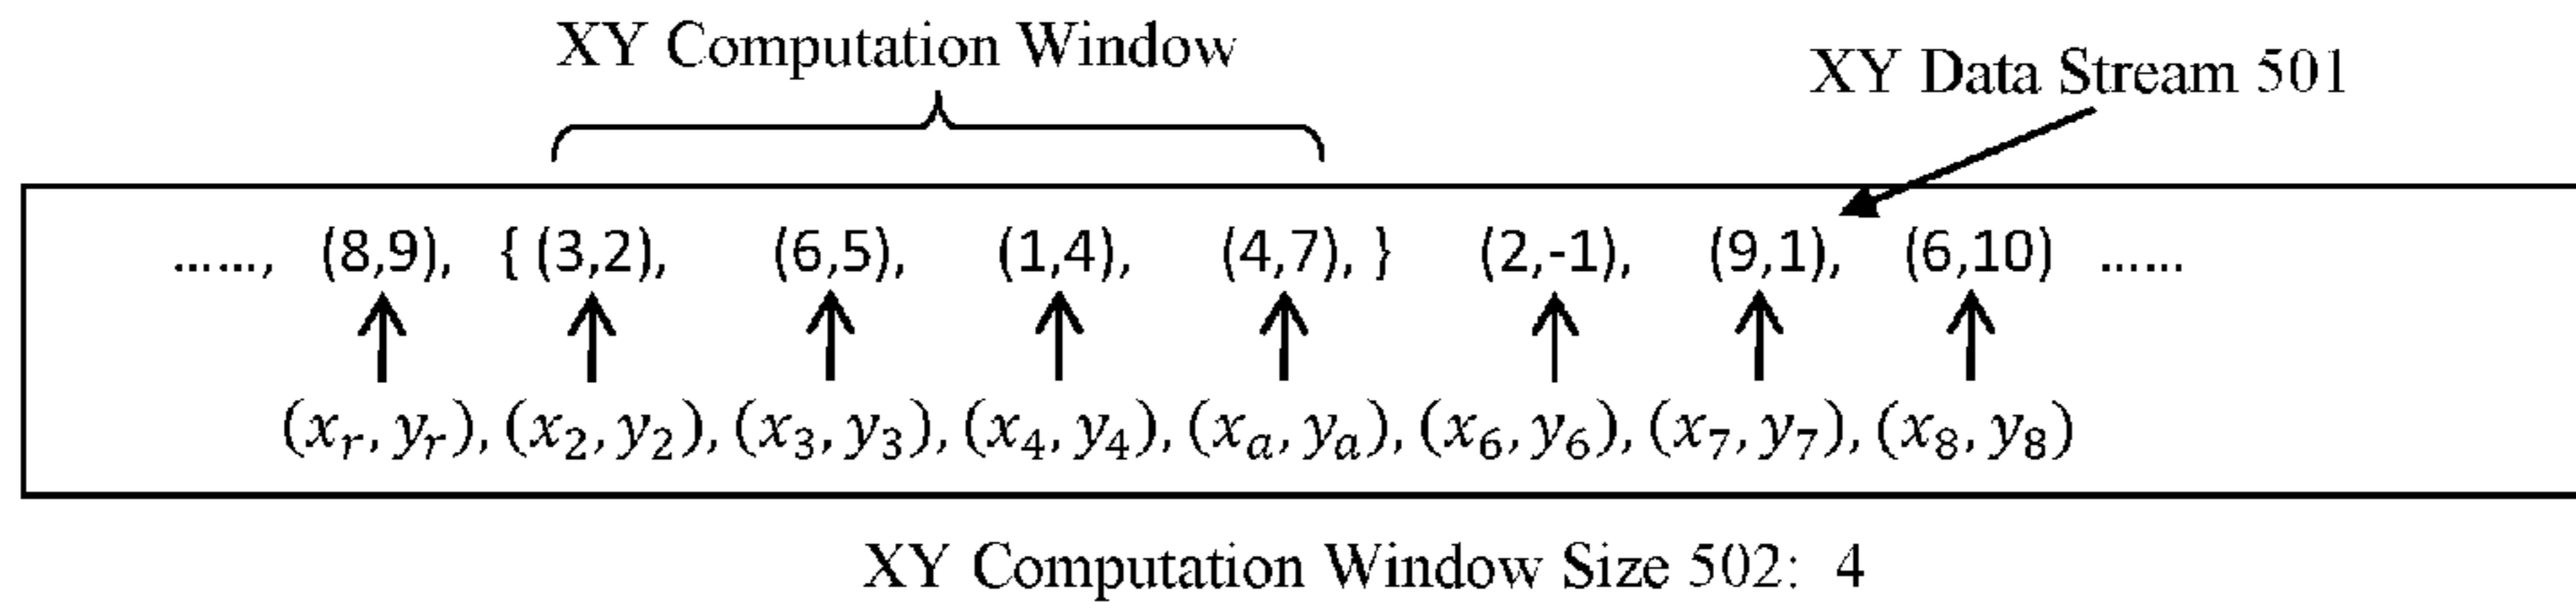 XY Computation Window
XY Data Stream 501
……, (8,9), { (3,2), (6,5), (1,4), (4,7), } (2,-1), (9,1), (6,10) ……
(xᵣ, yᵣ), (x₂, y₂), (x₃, y₃), (x₄, y₄), (xₐ, yₐ), (x₆, y₆), (x₇, y₇), (x₈, y₈)
XY Computation Window Size 502: 4